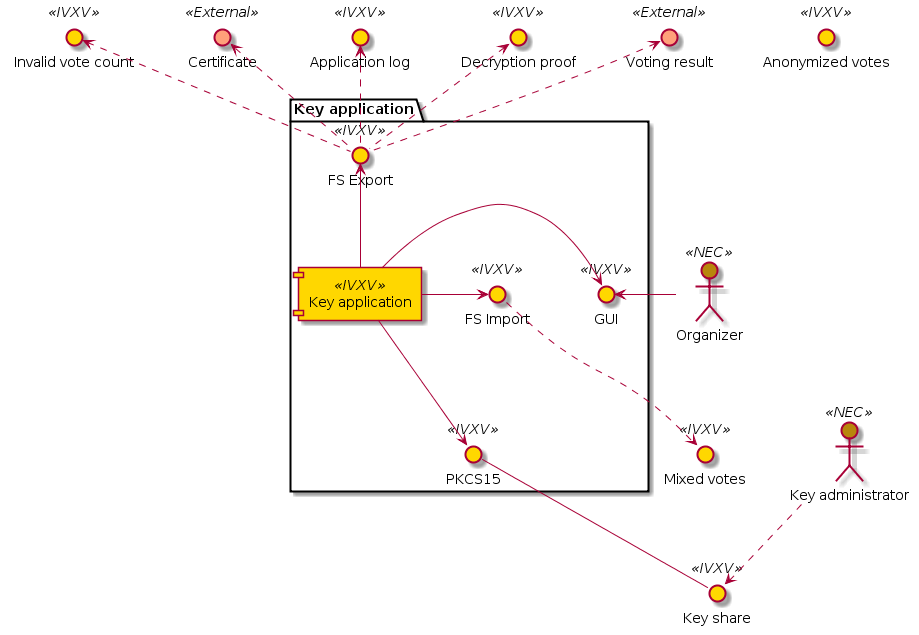 «IVXV»
Invalid vote count
«External»
Certificate
«IVXV»
Application log
«IVXV»
Decryption proof
«External»
Voting result
«IVXV»
Anonymized votes
Key application
«IVXV»
FS Export
«IVXV»
Key application
«IVXV»
FS Import
«IVXV»
GUI
«NEC»
Organizer
«IVXV»
PKCS15
«IVXV»
Mixed votes
«NEC»
Key administrator
«IVXV»
Key share